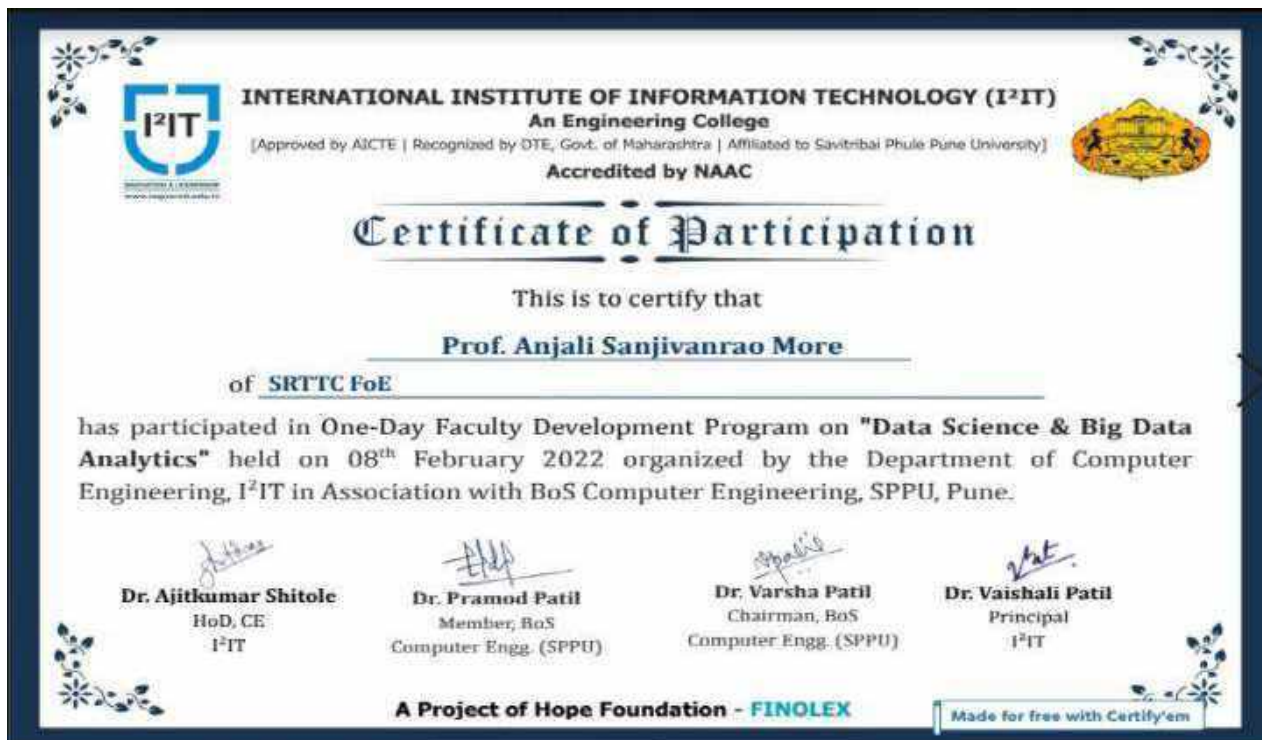 INTERNATIONAL INSTITUTE OF INFORMATION TECHNOLOGY (I²IT)
An Engineering College
[Approved by AICTE | Recognized by DTE, Govt. of Maharashtra | Affiliated to Savitribai Phule Pune University]
Accredited by NAAC
I²IT
Certificate of Participation
This is to certify that
Prof. Anjali Sanjivanrao More
of SRTTC FoE
has participated in One-Day Faculty Development Program on "Data Science & Big Data
Analytics" held on 08th February 2022 organized by the Department of Computer
Engineering, I²IT in Association with BoS Computer Engineering, SPPU, Pune.
Dr. Ajitkumar Shitole
HoD, CE
I²IT
Dr. Pramod Patil
Member, BoS
Computer Engg. (SPPU)
Dr. Varsha Patil
Chairman, BoS
Computer Engg. (SPPU)
Dr. Vaishali Patil
Principal
I²IT
A Project of Hope Foundation - FINOLEX
Made for free with Certify'em